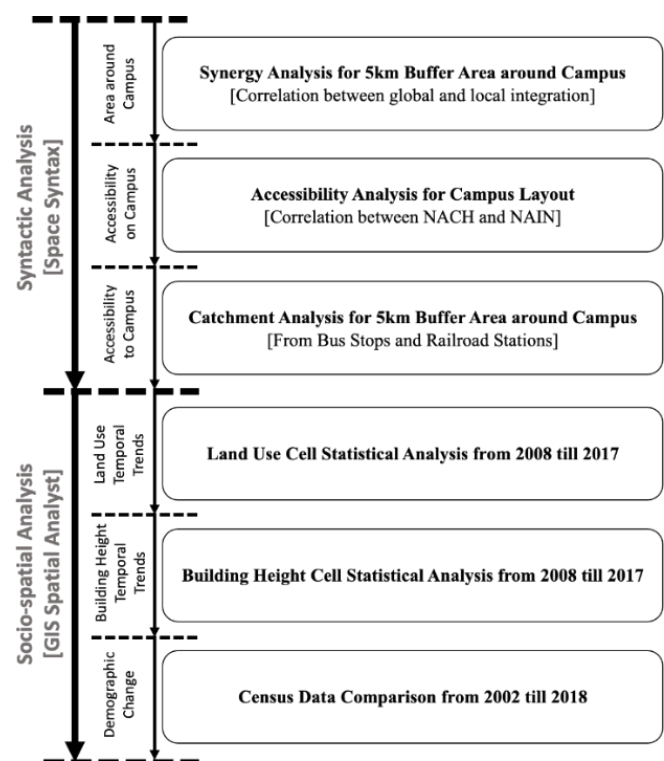 Syntactic Analysis
[Space Syntax]
Area around
Campus
Synergy Analysis for 5km Buffer Area around Campus
[Correlation between global and local integration]
Accessibility
on Campus
Accessibility Analysis for Campus Layout
[Correlation between NACH and NAIN]
Accessibility
to Campus
Catchment Analysis for 5km Buffer Area around Campus
[From Bus Stops and Railroad Stations]
Socio-spatial Analysis
[GIS Spatial Analyst]
Land Use
Temporal
Trends
Land Use Cell Statistical Analysis from 2008 till 2017
Building Height
Temporal
Trends
Building Height Cell Statistical Analysis from 2008 till 2017
Demographic
Change
Census Data Comparison from 2002 till 2018